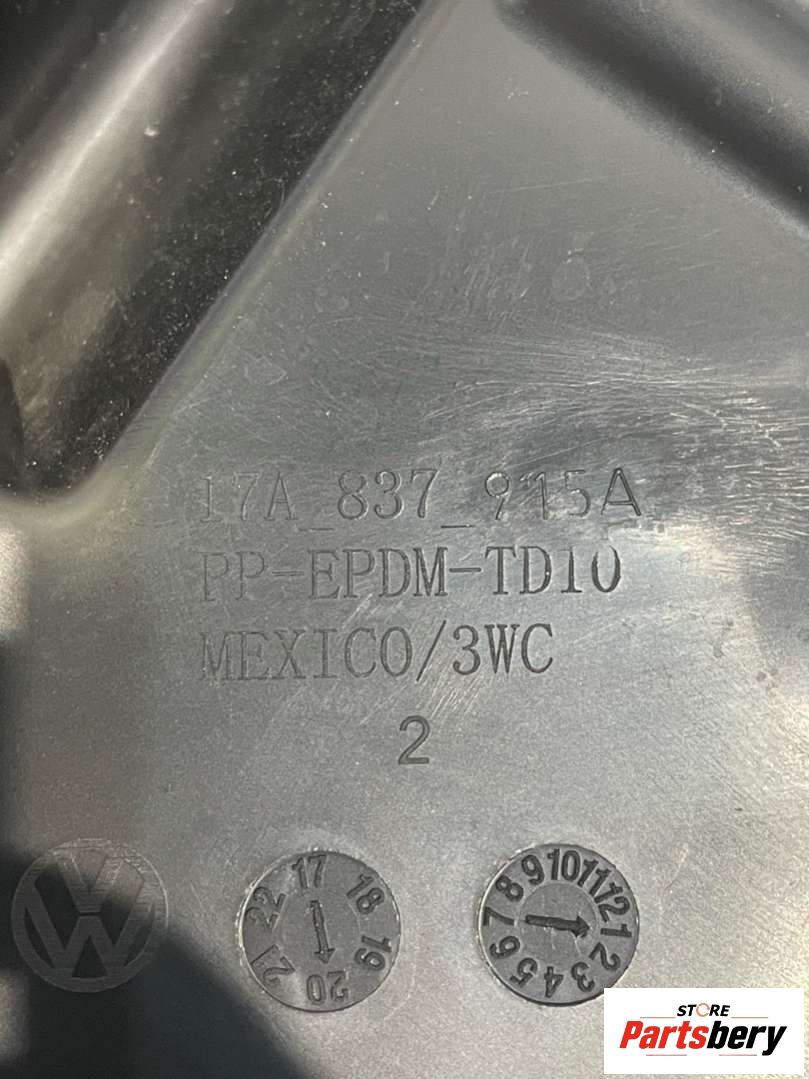 17A_837_915A
PP-EPDM-TD10
MEXICO/3WC
2
17 18 19 20 21 22
1 2 3 4 5 6 7 8 9 10 11 12
STORE
Partsbery